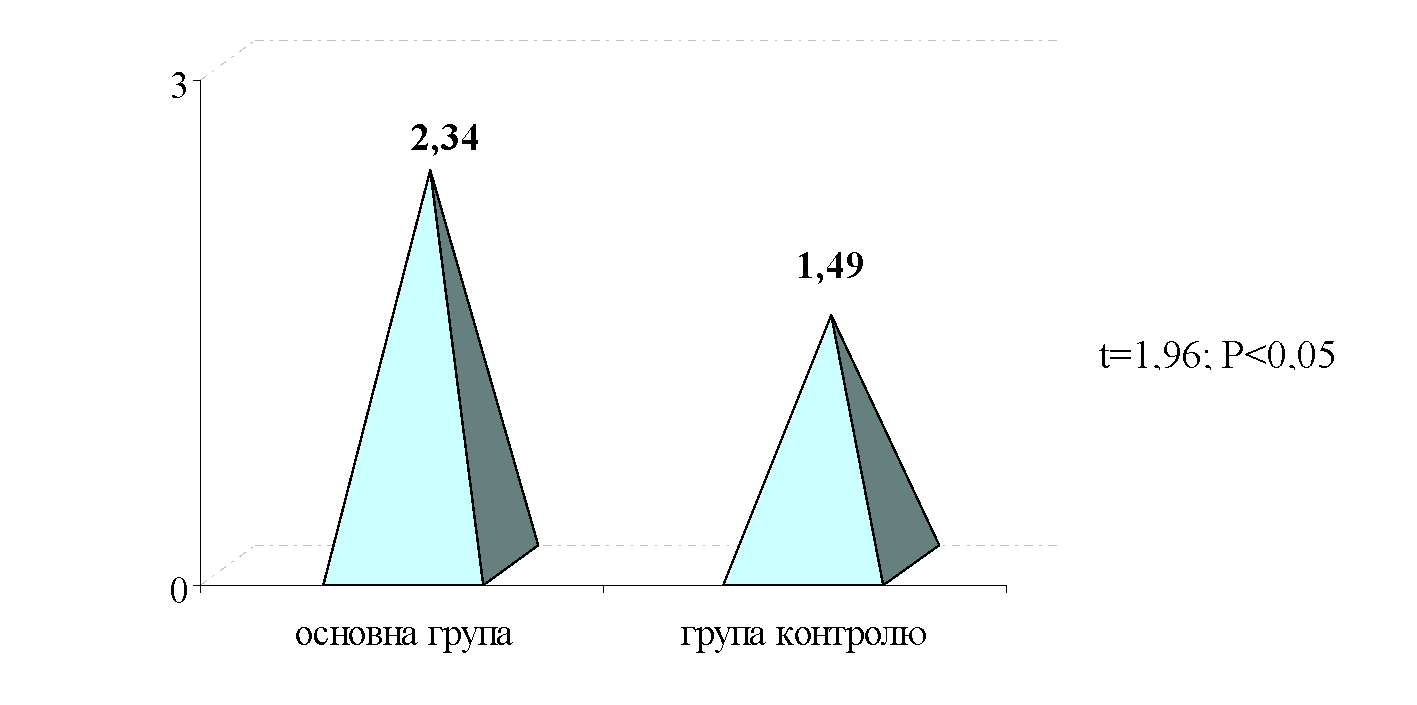 3
2,34
1,49
t=1,96; P<0,05
0
основна група
група контролю